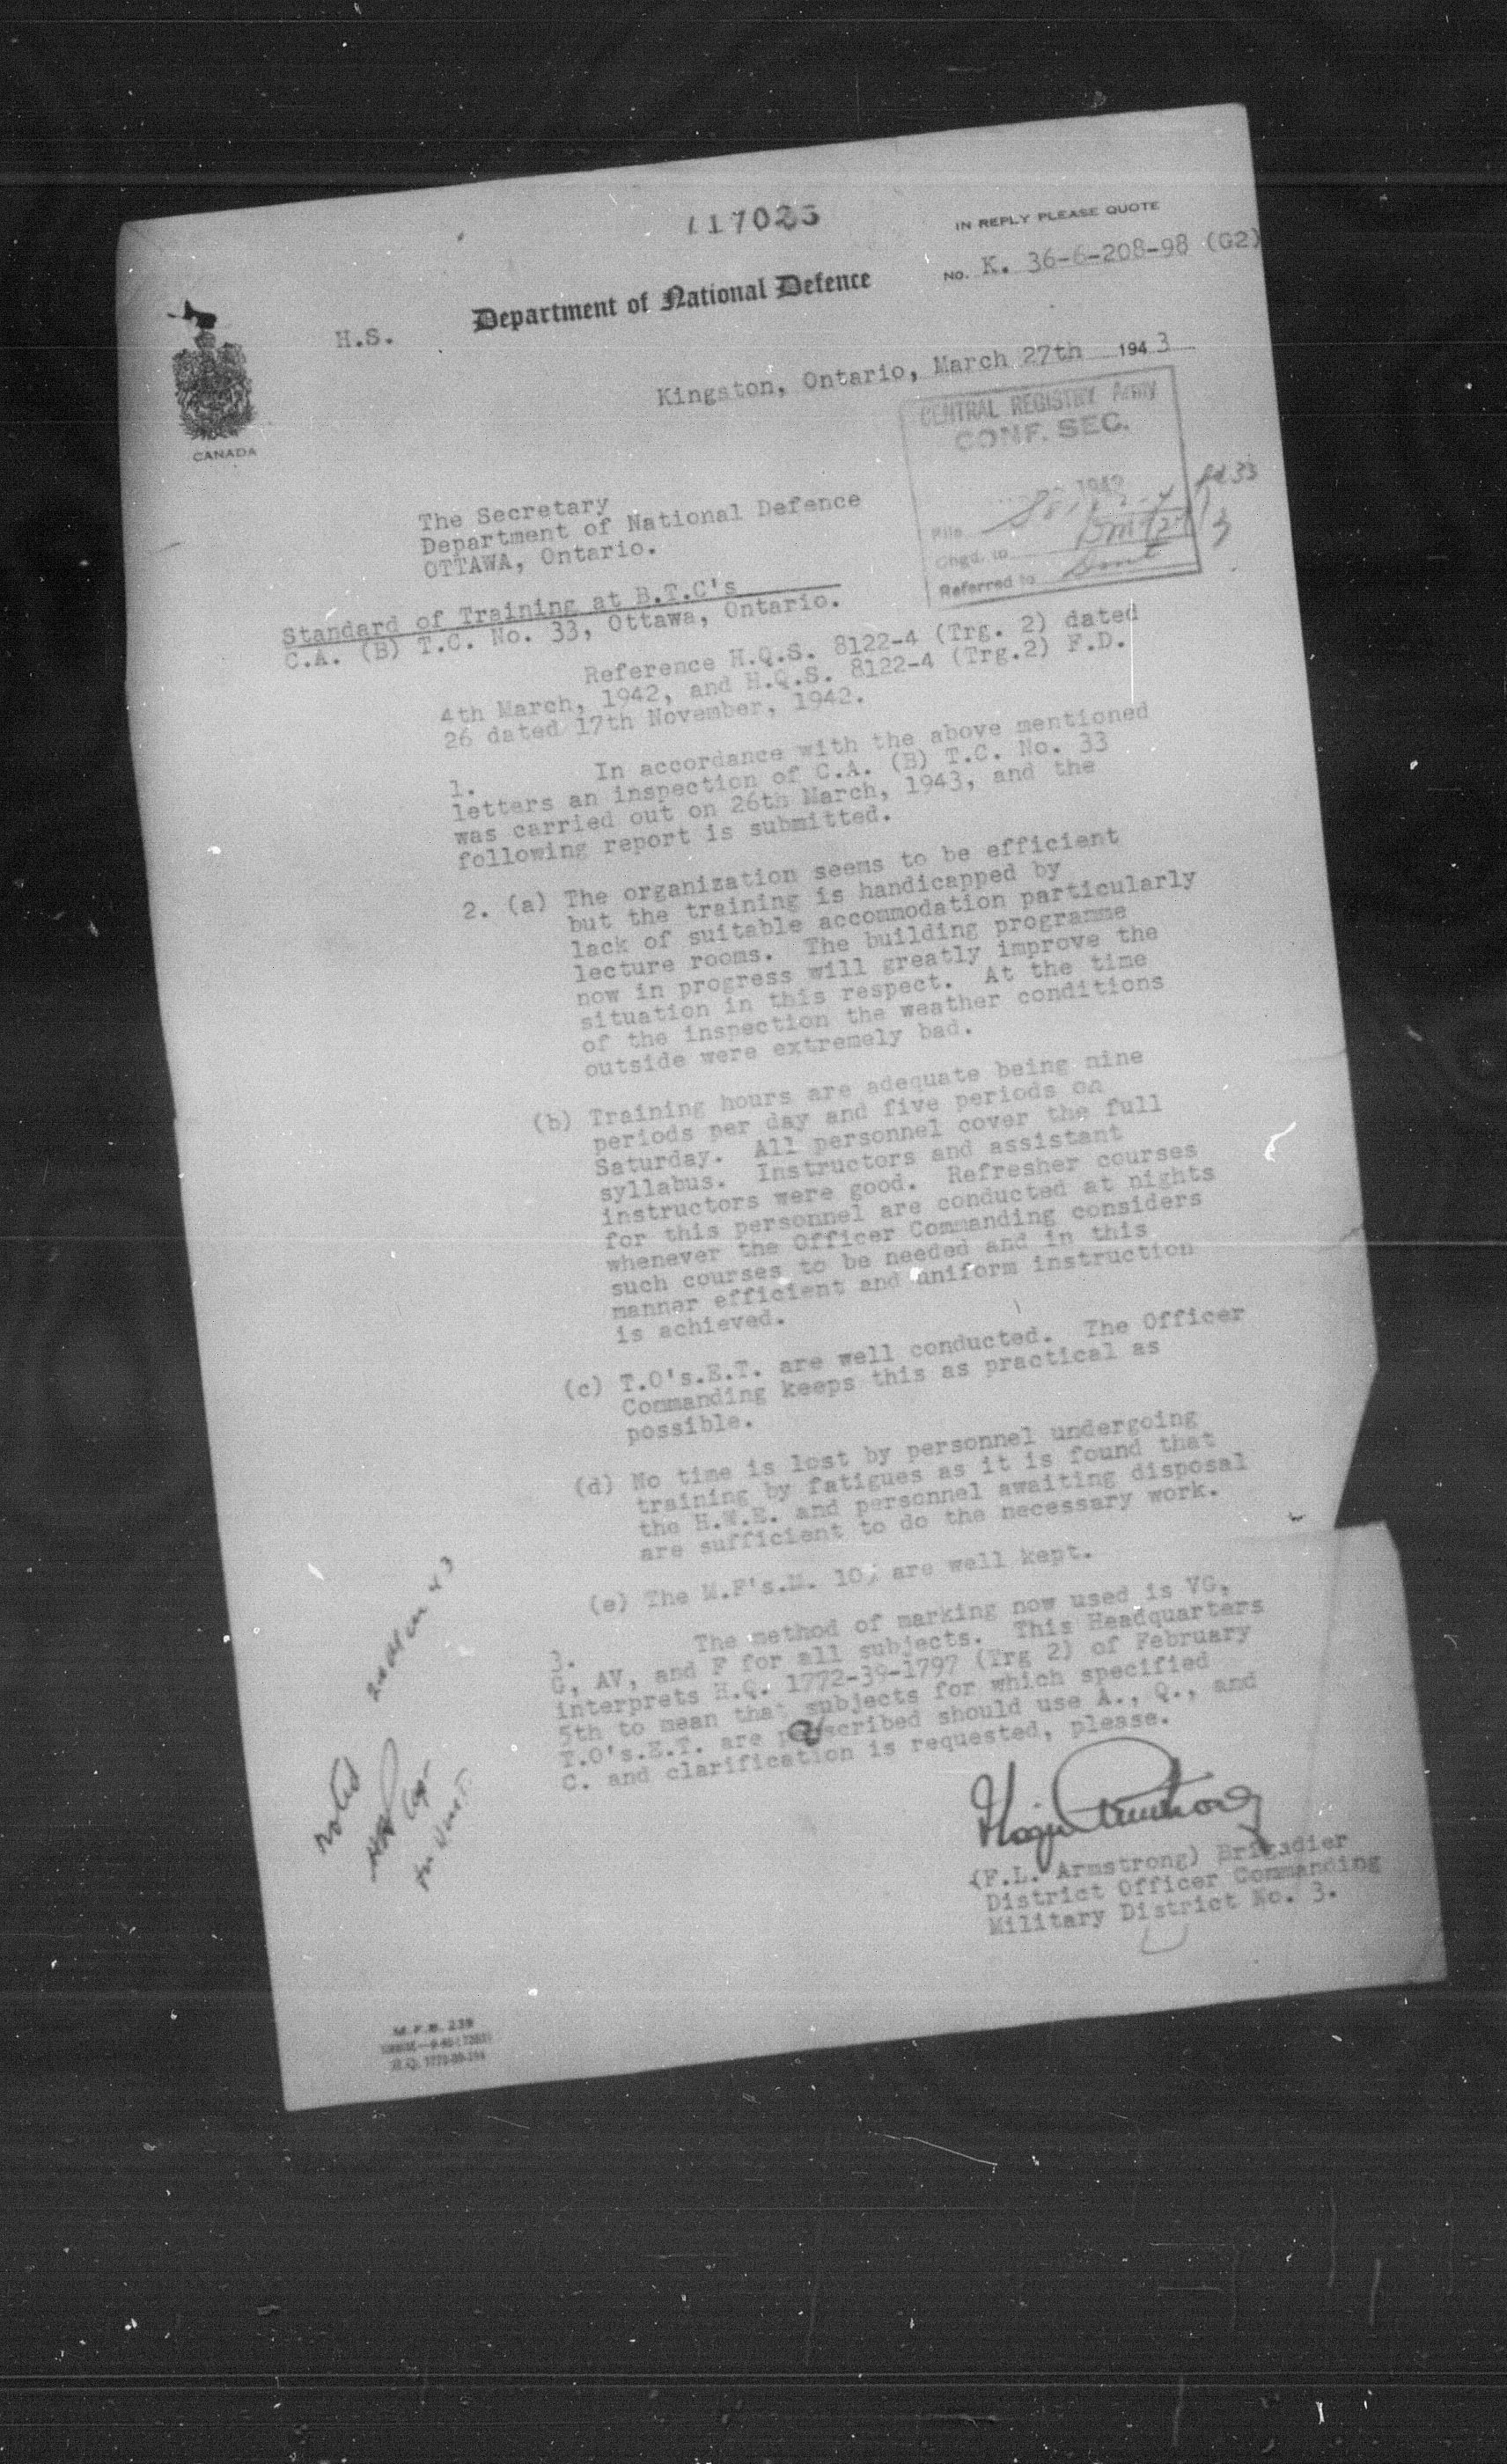 117025
IN REPLY PLEASE QUOTE
No. K. 36-6-208-98 (G2)
Department of National Defence
H.S.
CANADA
Kingston, Ontario, March 27th 1943
CENTRAL REGISTRY Army
CONF. SEC.
1942
File
Chgd. to
Referred to
The Secretary
Department of National Defence
OTTAWA, Ontario.
Standard of Training at B.T.C's
C.A. (B) T.C. No. 33, Ottawa, Ontario.
Reference H.Q.S. 8122-4 (Trg. 2) dated
4th March, 1942, and H.Q.S. 8122-4 (Trg.2) F.D.
26 dated 17th November, 1942.
1. In accordance with the above mentioned
letters an inspection of C.A. (B) T.C. No. 33
was carried out on 26th March, 1943, and the
following report is submitted.
2. (a) The organization seems to be efficient
but the training is handicapped by
lack of suitable accommodation particularly
lecture rooms. The building programme
now in progress will greatly improve the
situation in this respect. At the time
of the inspection the weather conditions
outside were extremely bad.
(b) Training hours are adequate being nine
periods per day and five periods on
Saturday. All personnel cover the full
syllabus. Instructors and assistant
instructors were good. Refresher courses
for this personnel are conducted at nights
whenever the Officer Commanding considers
such courses to be needed and in this
manner efficient and uniform instruction
is achieved.
(c) T.O's.E.T. are well conducted. The Officer
Commanding keeps this as practical as
possible.
(d) No time is lost by personnel undergoing
training by fatigues as it is found that
the H.W.E. and personnel awaiting disposal
are sufficient to do the necessary work.
(e) The M.F's.M. are well kept.
3. The method of marking now used is VG,
G, AV, and F for all subjects. This Headquarters
interprets H.Q. 1772-39-1797 (Trg 2) of February
5th to mean that subjects for which specified
T.O's.E.T. are prescribed should use A., Q., and
C. and clarification is requested, please.
(F.L. Armstrong) Brigadier
District Officer Commanding
Military District No. 3.
noted
M.F.B. 239